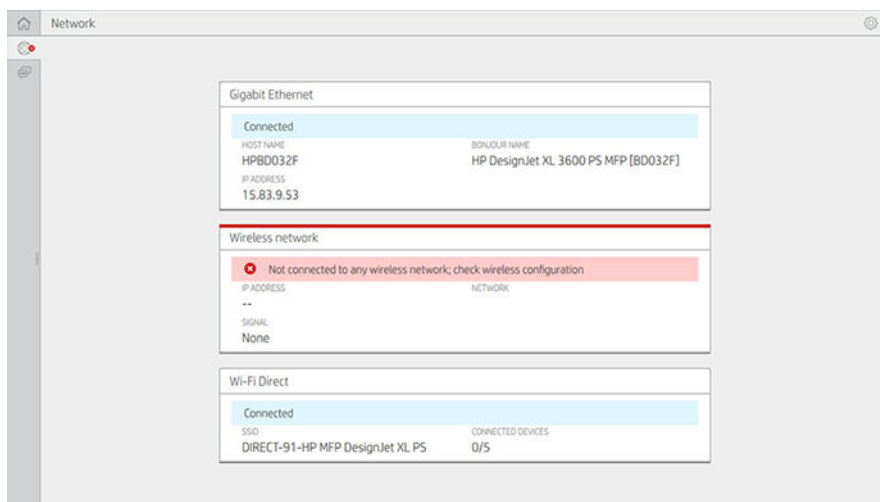 Network
Gigabit Ethernet
Connected
HOST NAME BONJOUR NAME
HPBD032F HP DesignJet XL 3600 PS MFP [BD032F]
IP ADDRESS
15.83.9.53
Wireless network
Not connected to any wireless network; check wireless configuration
IP ADDRESS NETWORK
--
SIGNAL
None
Wi-Fi Direct
Connected
SSID CONNECTED DEVICES
DIRECT-91-HP MFP DesignJet XL PS 0/5